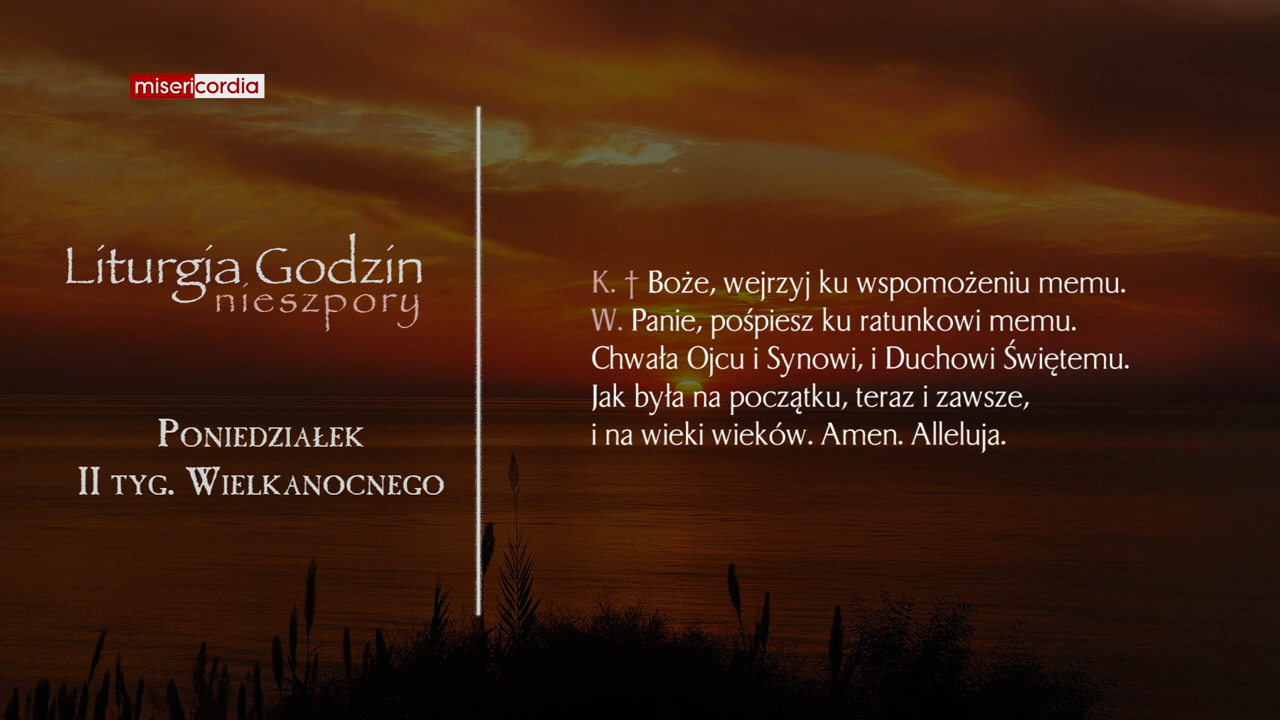 misericordia
Liturgia Godzin
nieszpory
Poniedziałek
II tyg. Wielkanocnego
K. † Boże, wejrzyj ku wspomożeniu memu.
W. Panie, pośpiesz ku ratunkowi memu.
Chwała Ojcu i Synowi, i Duchowi Świętemu.
Jak była na początku, teraz i zawsze,
i na wieki wieków. Amen. Alleluja.